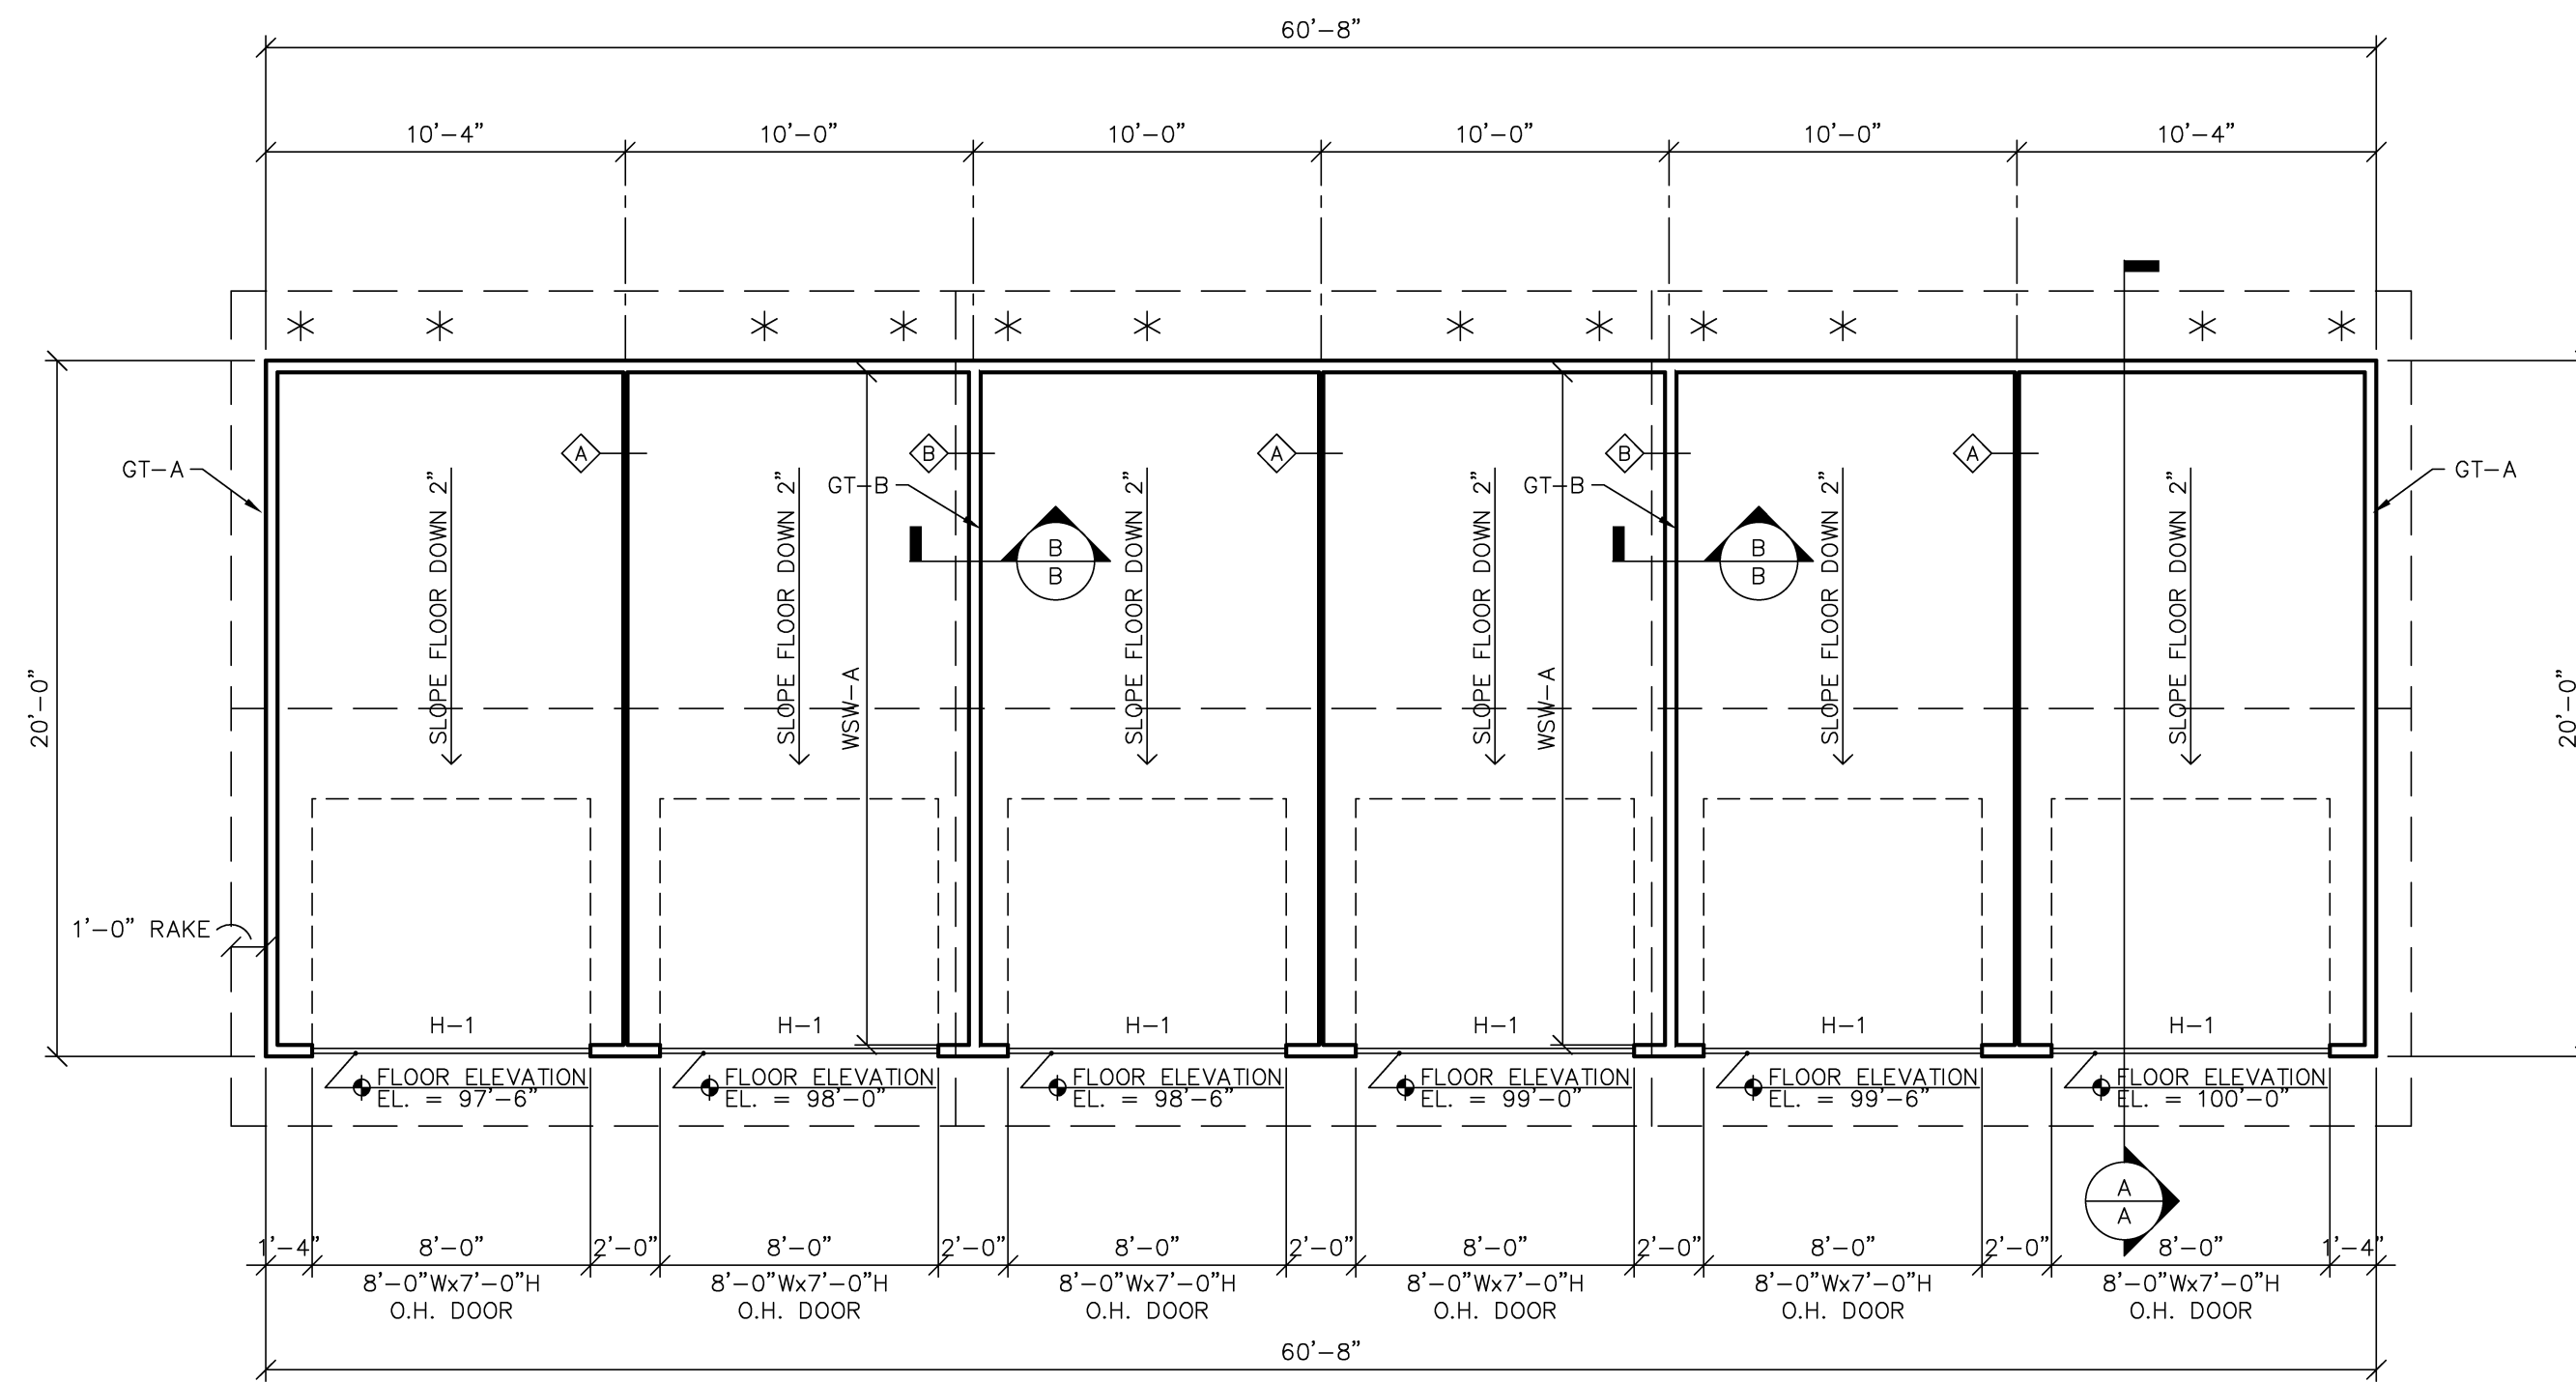 60'-8"
10'-4" 10'-0" 10'-0" 10'-0" 10'-0" 10'-4"
A B A B A
GT-A GT-B GT-B GT-A
SLOPE FLOOR DOWN 2" SLOPE FLOOR DOWN 2" SLOPE FLOOR DOWN 2" SLOPE FLOOR DOWN 2" SLOPE FLOOR DOWN 2" SLOPE FLOOR DOWN 2"
B B
B B
20'-0" WSW-A WSW-A 20'-0"
1'-0" RAKE
H-1 H-1 H-1 H-1 H-1 H-1
FLOOR ELEVATION FLOOR ELEVATION FLOOR ELEVATION FLOOR ELEVATION FLOOR ELEVATION FLOOR ELEVATION
EL. = 97'-6" EL. = 98'-0" EL. = 98'-6" EL. = 99'-0" EL. = 99'-6" EL. = 100'-0"
A
A
1'-4" 8'-0" 2'-0" 8'-0" 2'-0" 8'-0" 2'-0" 8'-0" 2'-0" 8'-0" 2'-0" 8'-0" 1'-4"
8'-0"Wx7'-0"H 8'-0"Wx7'-0"H 8'-0"Wx7'-0"H 8'-0"Wx7'-0"H 8'-0"Wx7'-0"H 8'-0"Wx7'-0"H
O.H. DOOR O.H. DOOR O.H. DOOR O.H. DOOR O.H. DOOR O.H. DOOR
60'-8"